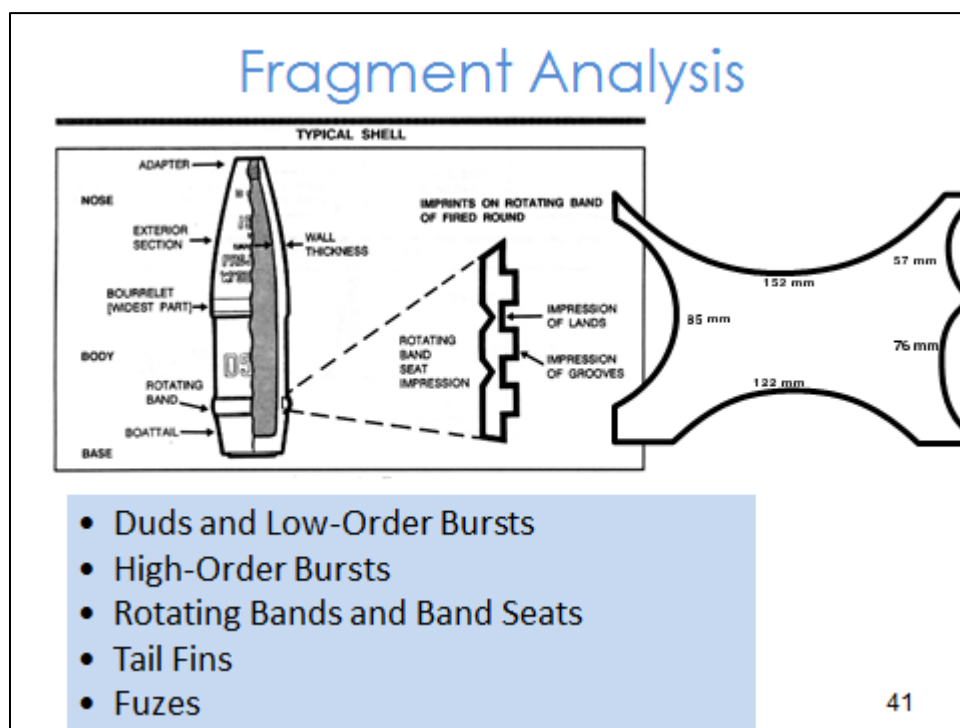 Fragment Analysis
TYPICAL SHELL
ADAPTER
NOSE
EXTERIOR
SECTION
WALL
THICKNESS
BOURRELET
[WIDEST PART]
BODY
ROTATING
BAND
BOATTAIL
BASE
IMPRINTS ON ROTATING BAND
OF FIRED ROUND
ROTATING
BAND
SEAT
IMPRESSION
IMPRESSION
OF LANDS
IMPRESSION
OF GROOVES
57 mm
152 mm
85 mm
76 mm
122 mm
• Duds and Low-Order Bursts
• High-Order Bursts
• Rotating Bands and Band Seats
• Tail Fins
• Fuzes
41